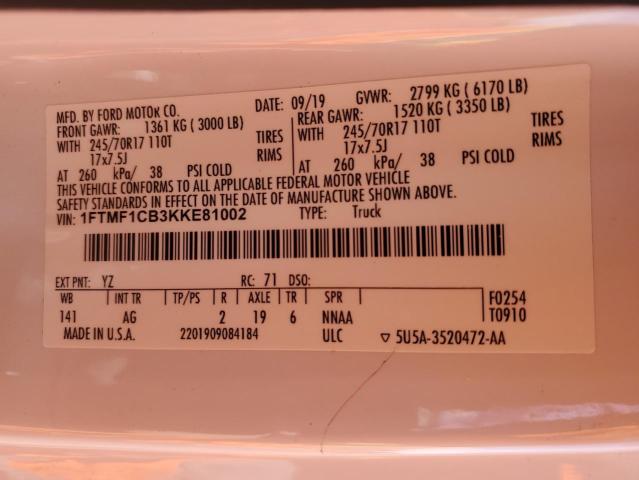 MFD. BY FORD MOTOR CO. DATE: 09/19 GVWR: 2799 KG ( 6170 LB)
FRONT GAWR: 1361 KG ( 3000 LB) REAR GAWR: 1520 KG ( 3350 LB)
WITH 245/70R17 110T TIRES WITH 245/70R17 110T TIRES
17x7.5J RIMS 17x7.5J RIMS
AT 260 kPa/ 38 PSI COLD AT 260 kPa/ 38 PSI COLD
THIS VEHICLE CONFORMS TO ALL APPLICABLE FEDERAL MOTOR VEHICLE
SAFETY STANDARDS IN EFFECT ON THE DATE OF MANUFACTURE SHOWN ABOVE.
VIN: 1FTMF1CB3KKE81002 TYPE: Truck
EXT PNT: YZ RC: 71 DSO:
WB INT TR TP/PS R AXLE TR SPR F0254
141 AG 2 19 6 NNAA T0910
MADE IN U.S.A. 2201909084184 ULC ▽ 5U5A-3520472-AA